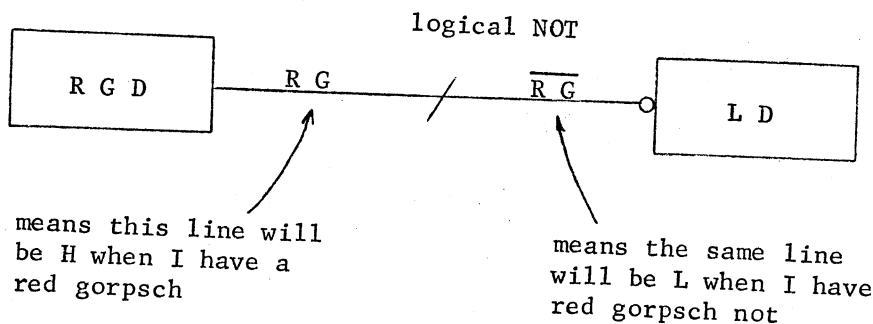 logical NOT
R G D
R G
R̅ ̅G̅
L D
means this line will
be H when I have a
red gorpsch
means the same line
will be L when I have
red gorpsch not